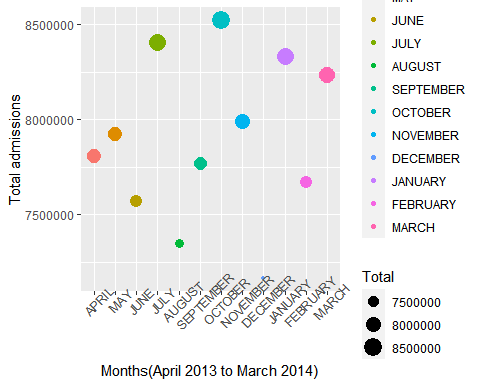 8500000
8000000
7500000
Total admissions
APRIL
MAY
JUNE
JULY
AUGUST
SEPTEMBER
OCTOBER
NOVEMBER
DECEMBER
JANUARY
FEBRUARY
MARCH
Months(April 2013 to March 2014)
JUNE
JULY
AUGUST
SEPTEMBER
OCTOBER
NOVEMBER
DECEMBER
JANUARY
FEBRUARY
MARCH
Total
7500000
8000000
8500000